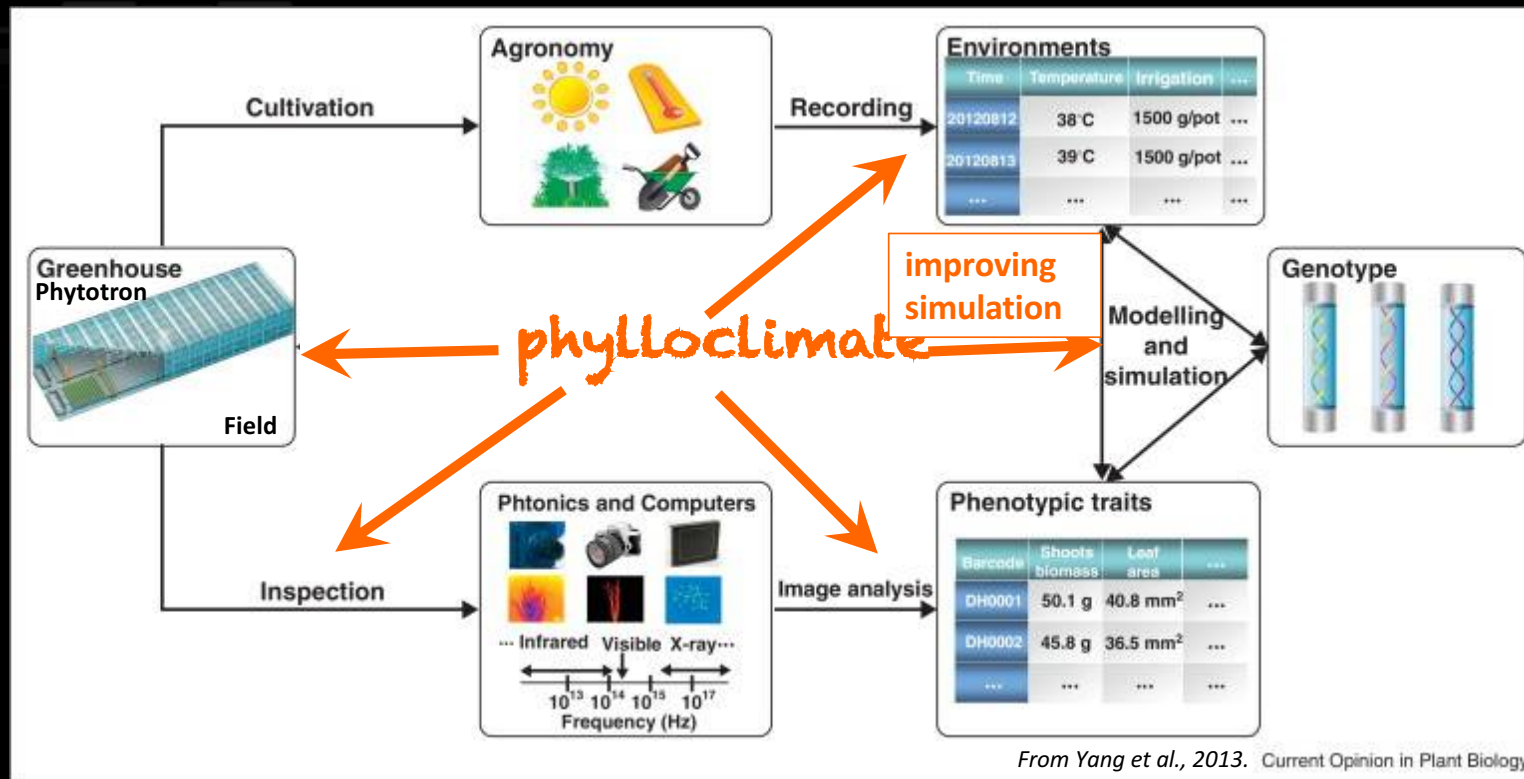 Agronomy
Environments
Time Temperature Irrigation ...
20120812 38°C 1500 g/pot ...
20120813 39°C 1500 g/pot ...
... ... ... ...
Cultivation
Recording
Greenhouse
Phytotron
Field
phylloclimate
improving
simulation
Modelling
and
simulation
Genotype
Inspection
Phtonics and Computers
... Infrared Visible X-ray...
10¹³ 10¹⁴ 10¹⁵ 10¹⁷
Frequency (Hz)
Image analysis
Phenotypic traits
Barcode Shoots biomass Leaf area ...
DH0001 50.1 g 40.8 mm² ...
DH0002 45.8 g 36.5 mm² ...
... ... ... ...
From Yang et al., 2013. Current Opinion in Plant Biology